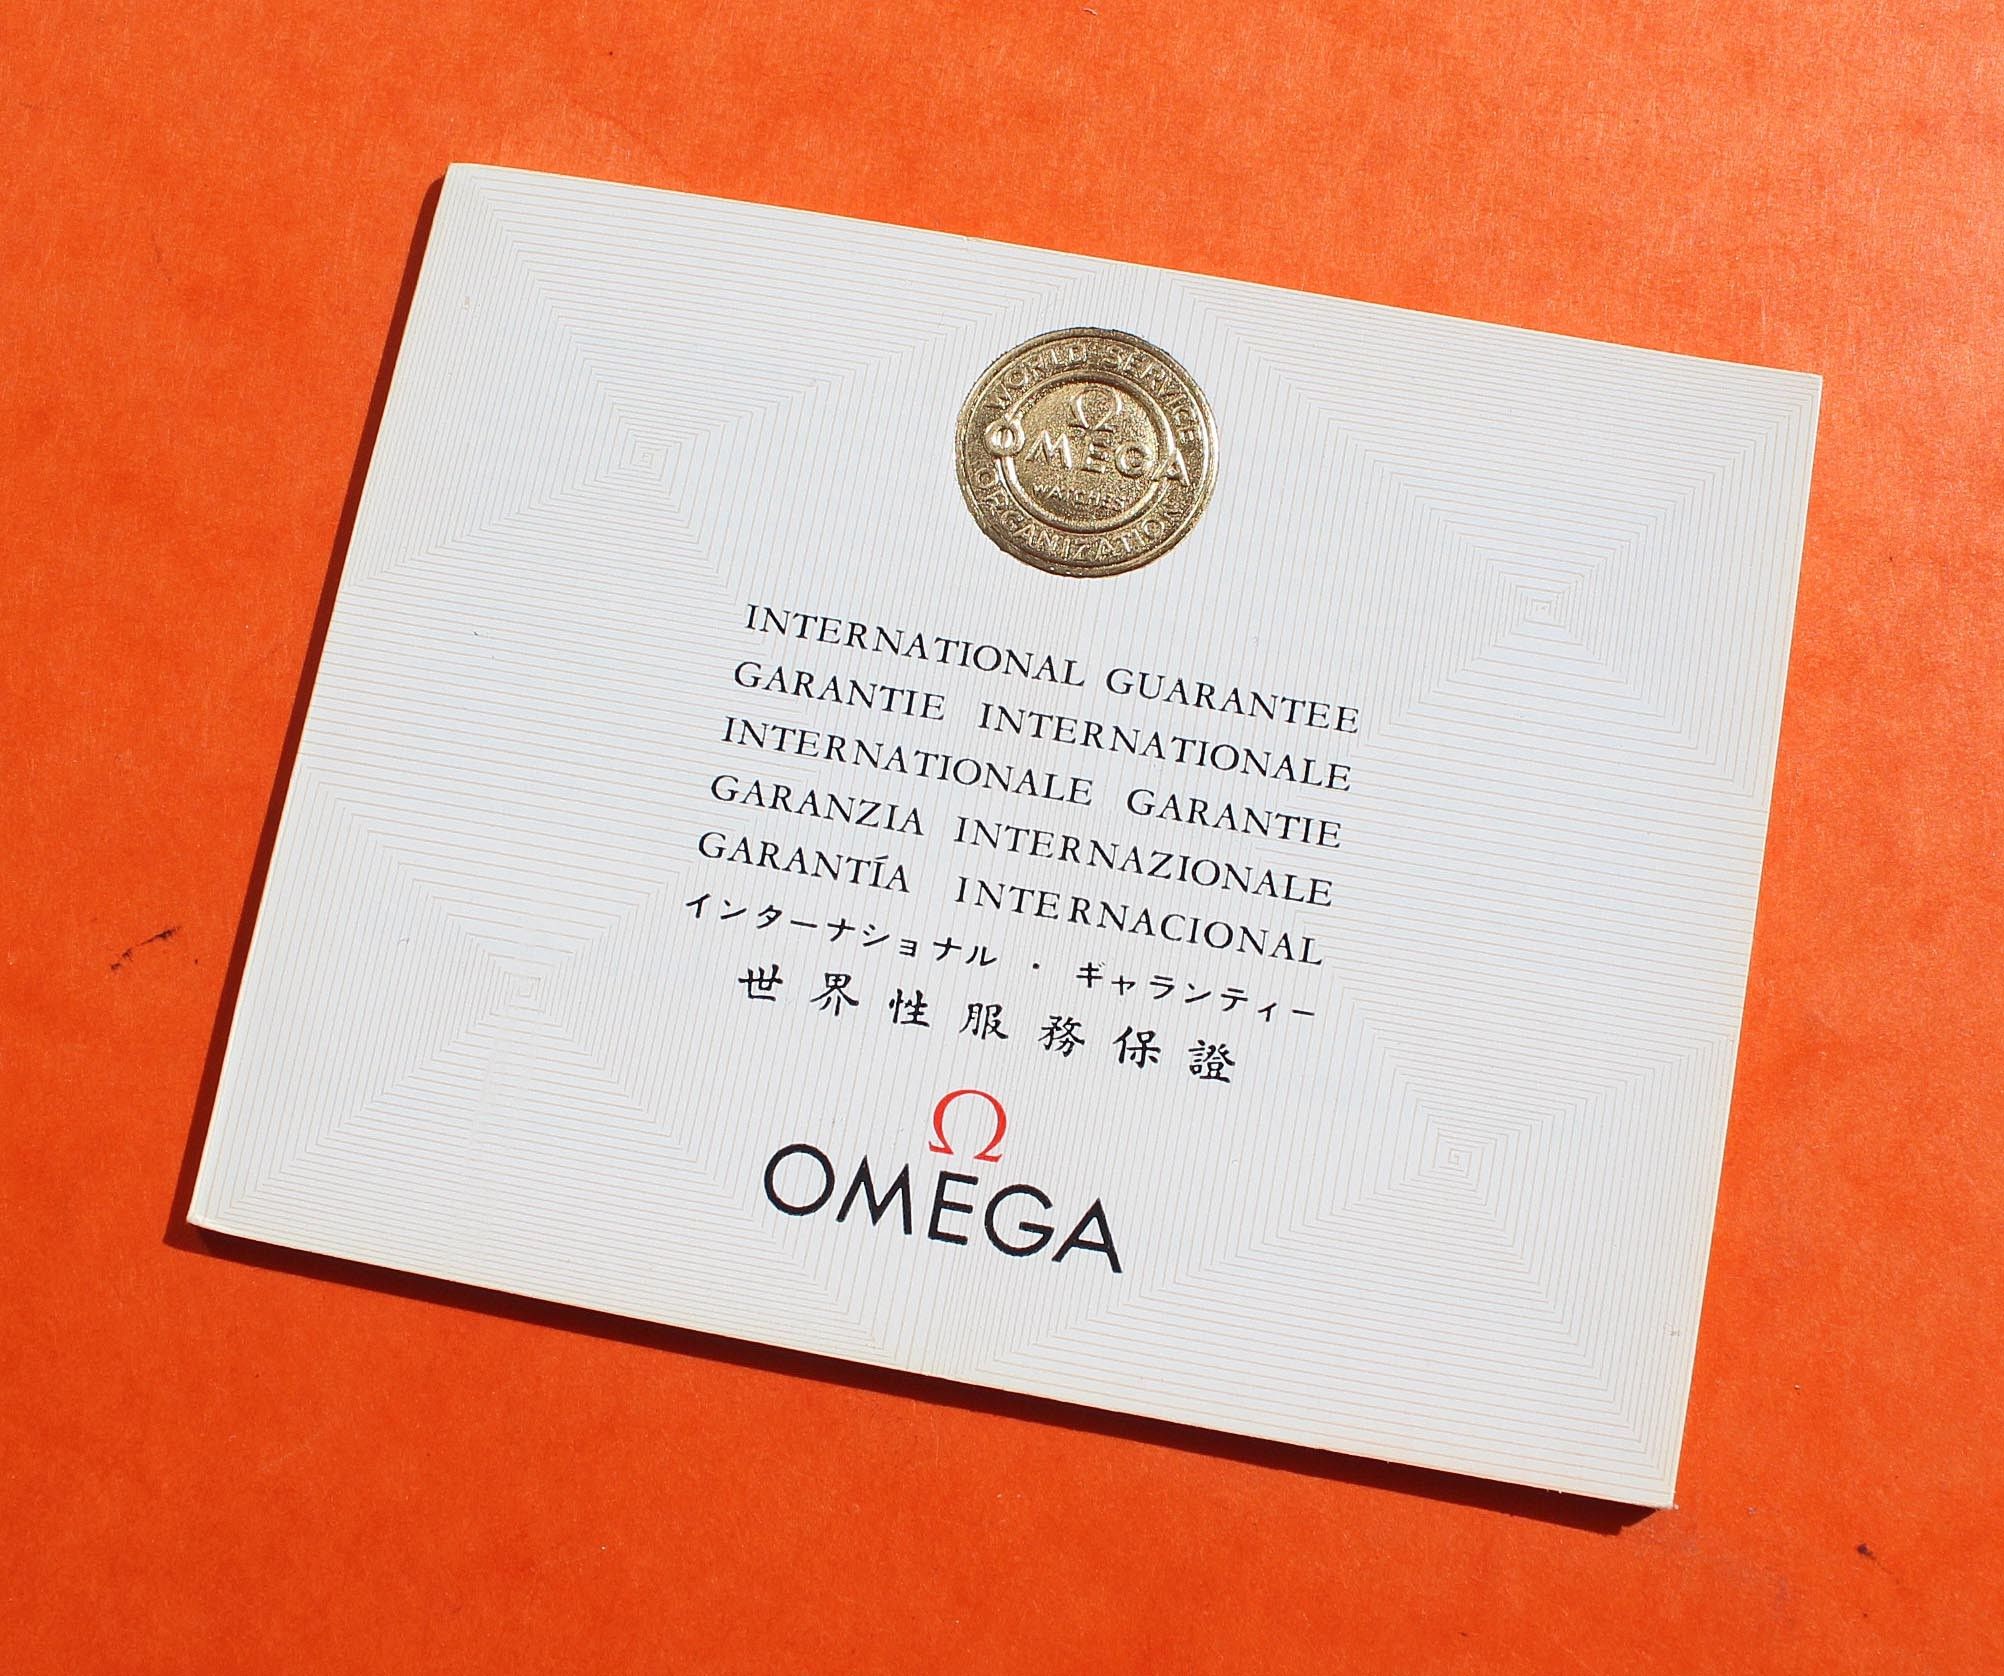 WORLD SERVICE
Ω
OMEGA
WATCHES
ORGANIZATION
INTERNATIONAL GUARANTEE
GARANTIE INTERNATIONALE
INTERNATIONALE GARANTIE
GARANZIA INTERNAZIONALE
GARANTÍA INTERNACIONAL
インターナショナル・ギャランティー
世界性服務保證
Ω
OMEGA